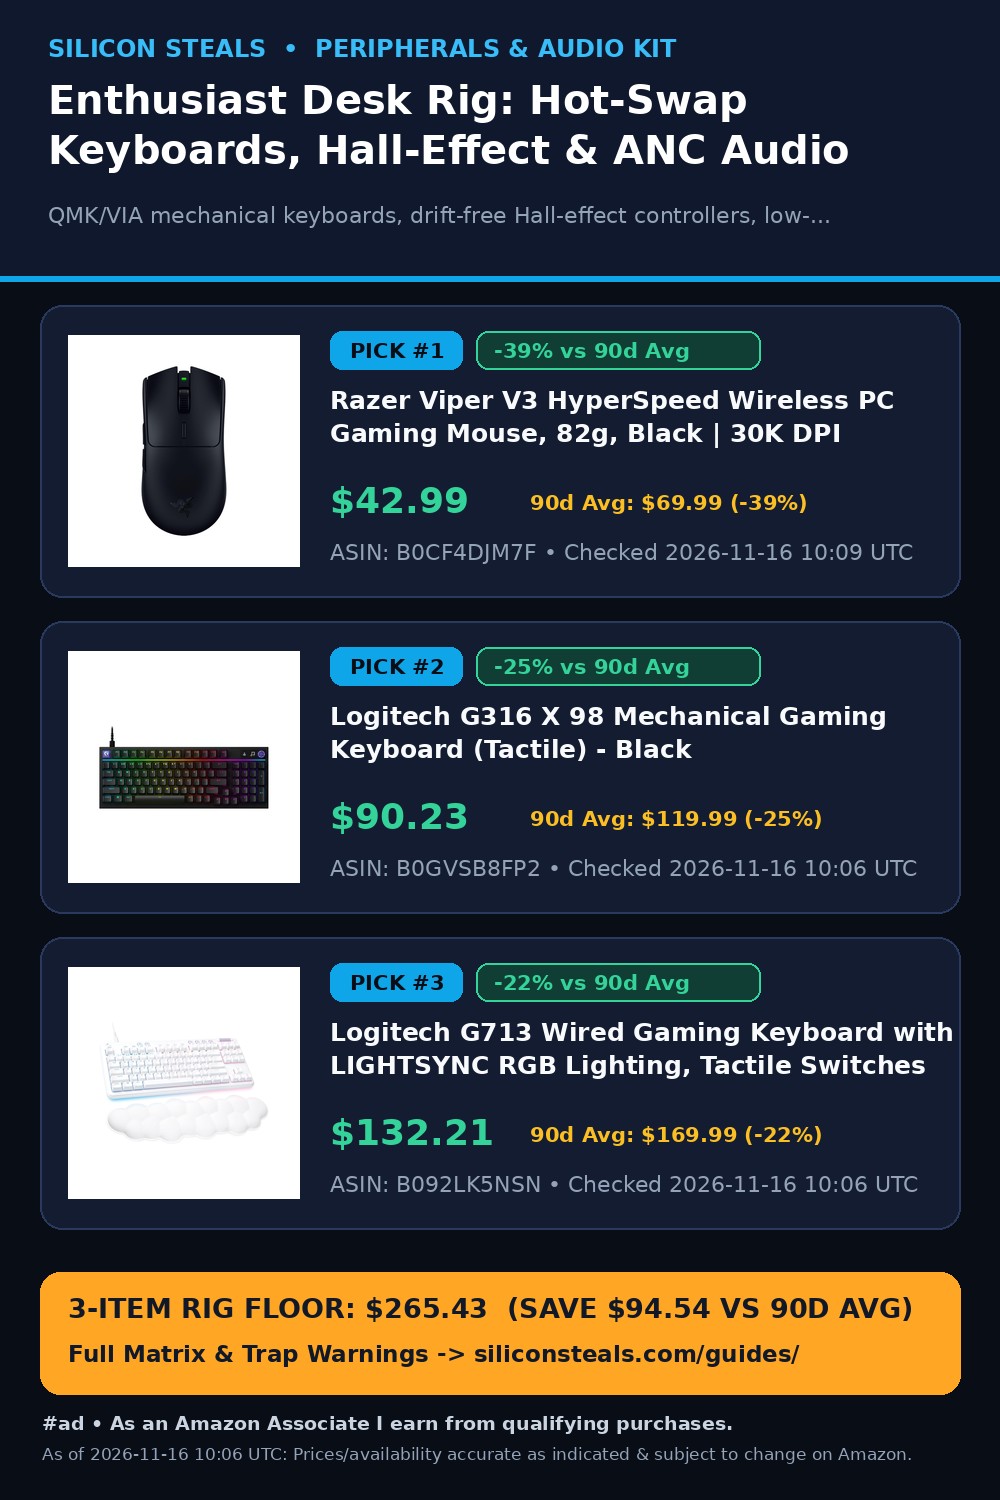 SILICON STEALS • PERIPHERALS & AUDIO KIT
Enthusiast Desk Rig: Hot-Swap
Keyboards, Hall-Effect & ANC Audio
QMK/VIA mechanical keyboards, drift-free Hall-effect controllers, low-...
PICK #1
-39% vs 90d Avg
Razer Viper V3 HyperSpeed Wireless PC
Gaming Mouse, 82g, Black | 30K DPI
$42.99
90d Avg: $69.99 (-39%)
ASIN: B0CF4DJM7F • Checked 2026-11-16 10:09 UTC
PICK #2
-25% vs 90d Avg
Logitech G316 X 98 Mechanical Gaming
Keyboard (Tactile) - Black
$90.23
90d Avg: $119.99 (-25%)
ASIN: B0GVSB8FP2 • Checked 2026-11-16 10:06 UTC
PICK #3
-22% vs 90d Avg
Logitech G713 Wired Gaming Keyboard with
LIGHTSYNC RGB Lighting, Tactile Switches
$132.21
90d Avg: $169.99 (-22%)
ASIN: B092LK5NSN • Checked 2026-11-16 10:06 UTC
3-ITEM RIG FLOOR: $265.43 (SAVE $94.54 VS 90D AVG)
Full Matrix & Trap Warnings -> siliconsteals.com/guides/
#ad • As an Amazon Associate I earn from qualifying purchases.
As of 2026-11-16 10:06 UTC: Prices/availability accurate as indicated & subject to change on Amazon.